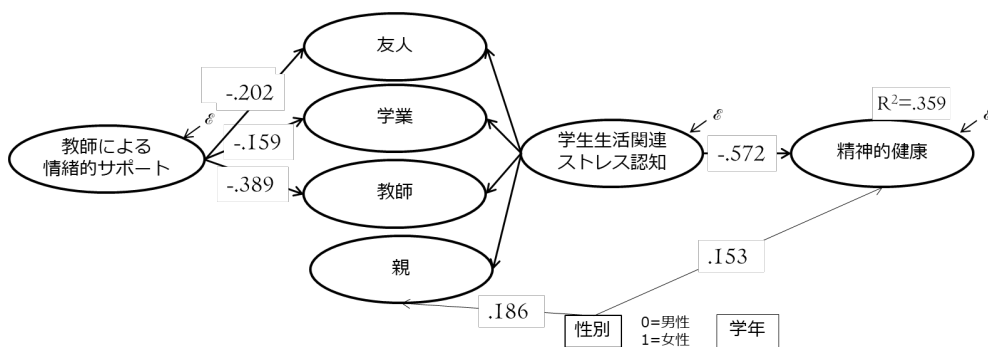 友人
-.202
学業
-.159
教師による
情緒的サポート
ε
教師
-.389
親
学生生活関連
ストレス認知
ε
-.572
R²=.359
精神的健康
ε
.153
.186
性別
0=男性
1=女性
学年